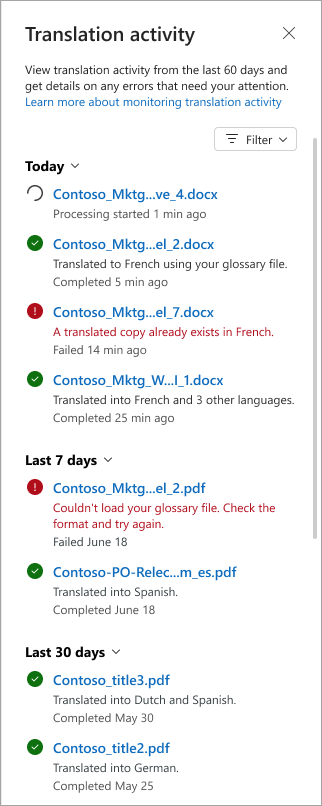 Translation activity
View translation activity from the last 60 days and
get details on any errors that need your attention.
Learn more about monitoring translation activity
Filter
Today
Contoso_Mktg...ve_4.docx
Processing started 1 min ago
Contoso_Mktg...el_2.docx
Translated to French using your glossary file.
Completed 5 min ago
Contoso_Mktg...el_7.docx
A translated copy already exists in French.
Failed 14 min ago
Contoso_Mktg_W...l_1.docx
Translated into French and 3 other languages.
Completed 25 min ago
Last 7 days
Contoso_Mktg...el_2.pdf
Couldn't load your glossary file. Check the
format and try again.
Failed June 18
Contoso-PO-Relec...m_es.pdf
Translated into Spanish.
Completed June 18
Last 30 days
Contoso_title3.pdf
Translated into Dutch and Spanish.
Completed May 30
Contoso_title2.pdf
Translated into German.
Completed May 25